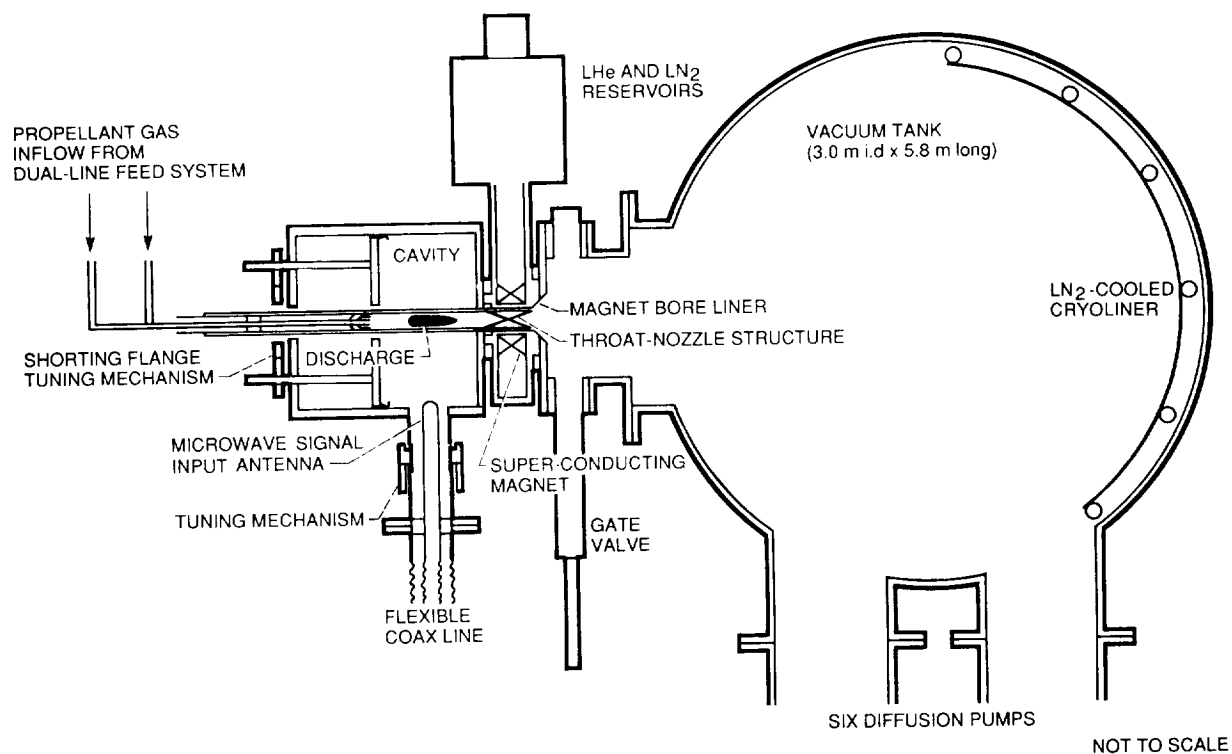 LHe AND LN2
RESERVOIRS
PROPELLANT GAS
INFLOW FROM
DUAL-LINE FEED SYSTEM
VACUUM TANK
(3.0 m i.d x 5.8 m long)
CAVITY
LN2-COOLED
CRYOLINER
MAGNET BORE LINER
THROAT-NOZZLE STRUCTURE
SHORTING FLANGE
TUNING MECHANISM
DISCHARGE
MICROWAVE SIGNAL
INPUT ANTENNA
SUPER-CONDUCTING
MAGNET
TUNING MECHANISM
GATE
VALVE
FLEXIBLE
COAX LINE
SIX DIFFUSION PUMPS
NOT TO SCALE